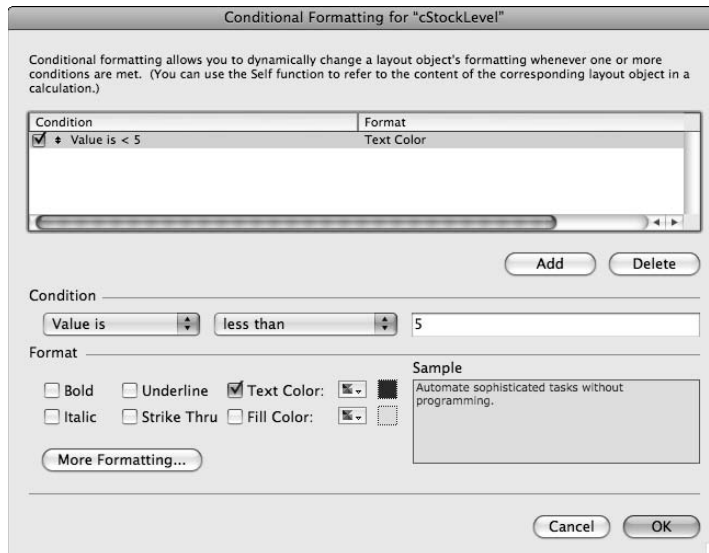 Conditional Formatting for "cStockLevel"
Conditional formatting allows you to dynamically change a layout object's formatting whenever one or more
conditions are met. (You can use the Self function to refer to the content of the corresponding layout object in a
calculation.)
Condition Format
Value is < 5 Text Color
Add Delete
Condition
Value is less than 5
Format
Sample
Bold Underline Text Color:
Automate sophisticated tasks without
programming.
Italic Strike Thru Fill Color:
More Formatting...
Cancel OK